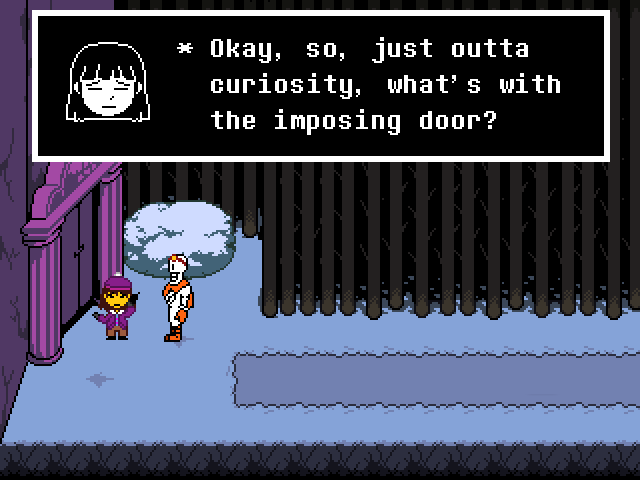 * Okay, so, just outta
curiosity, what's with
the imposing door?